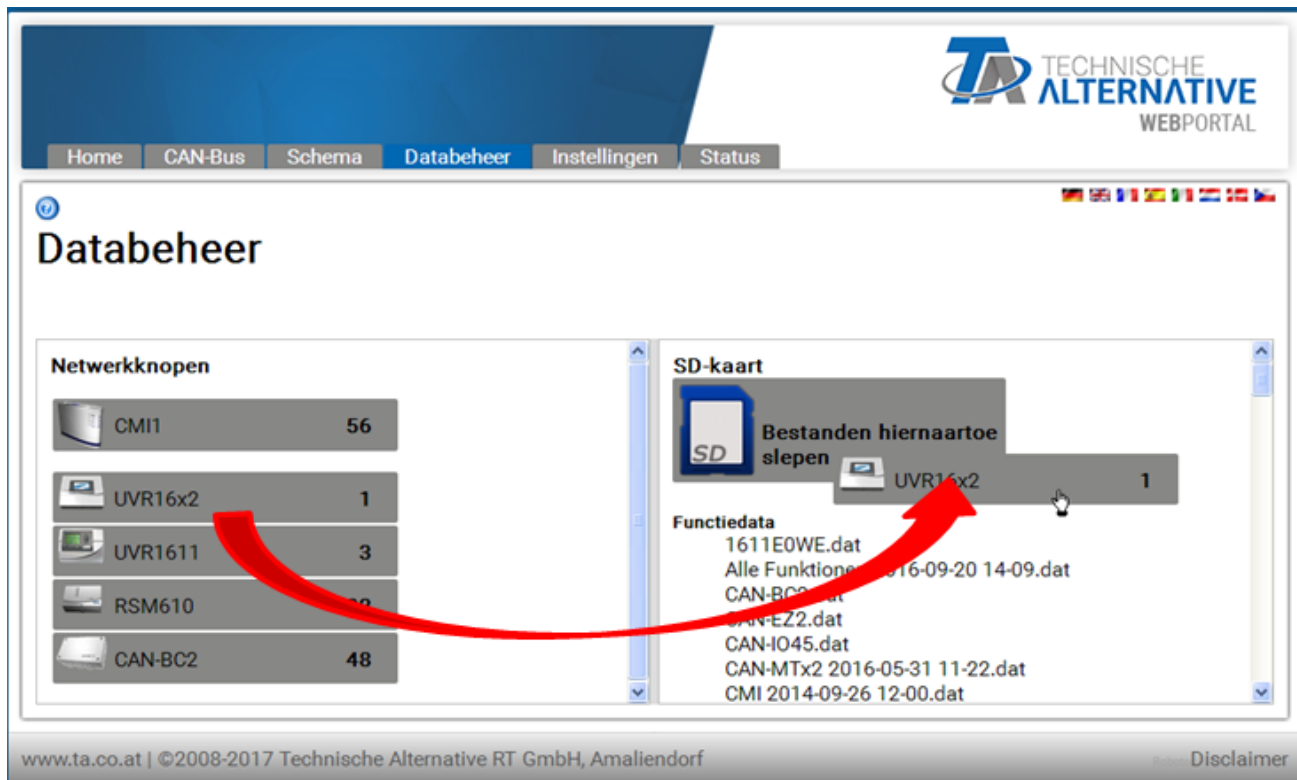 TECHNISCHE
ALTERNATIVE
WEBPORTAL
Home CAN-Bus Schema Databeheer Instellingen Status
Databeheer
Netwerkknopen
CMI1 56
UVR16x2 1
UVR1611 3
RSM610
CAN-BC2 48
SD-kaart
SD
Bestanden hiernaartoe
slepen
UVR16x2 1
Functiedata
1611E0WE.dat
Alle Funktionen 14-09.dat
CAN-BC2.dat
CAN-EZ2.dat
CAN-IO45.dat
CAN-MTx2 2016-05-31 11-22.dat
CMI 2014-09-26 12-00.dat
www.ta.co.at | ©2008-2017 Technische Alternative RT GmbH, Amaliendorf
Disclaimer